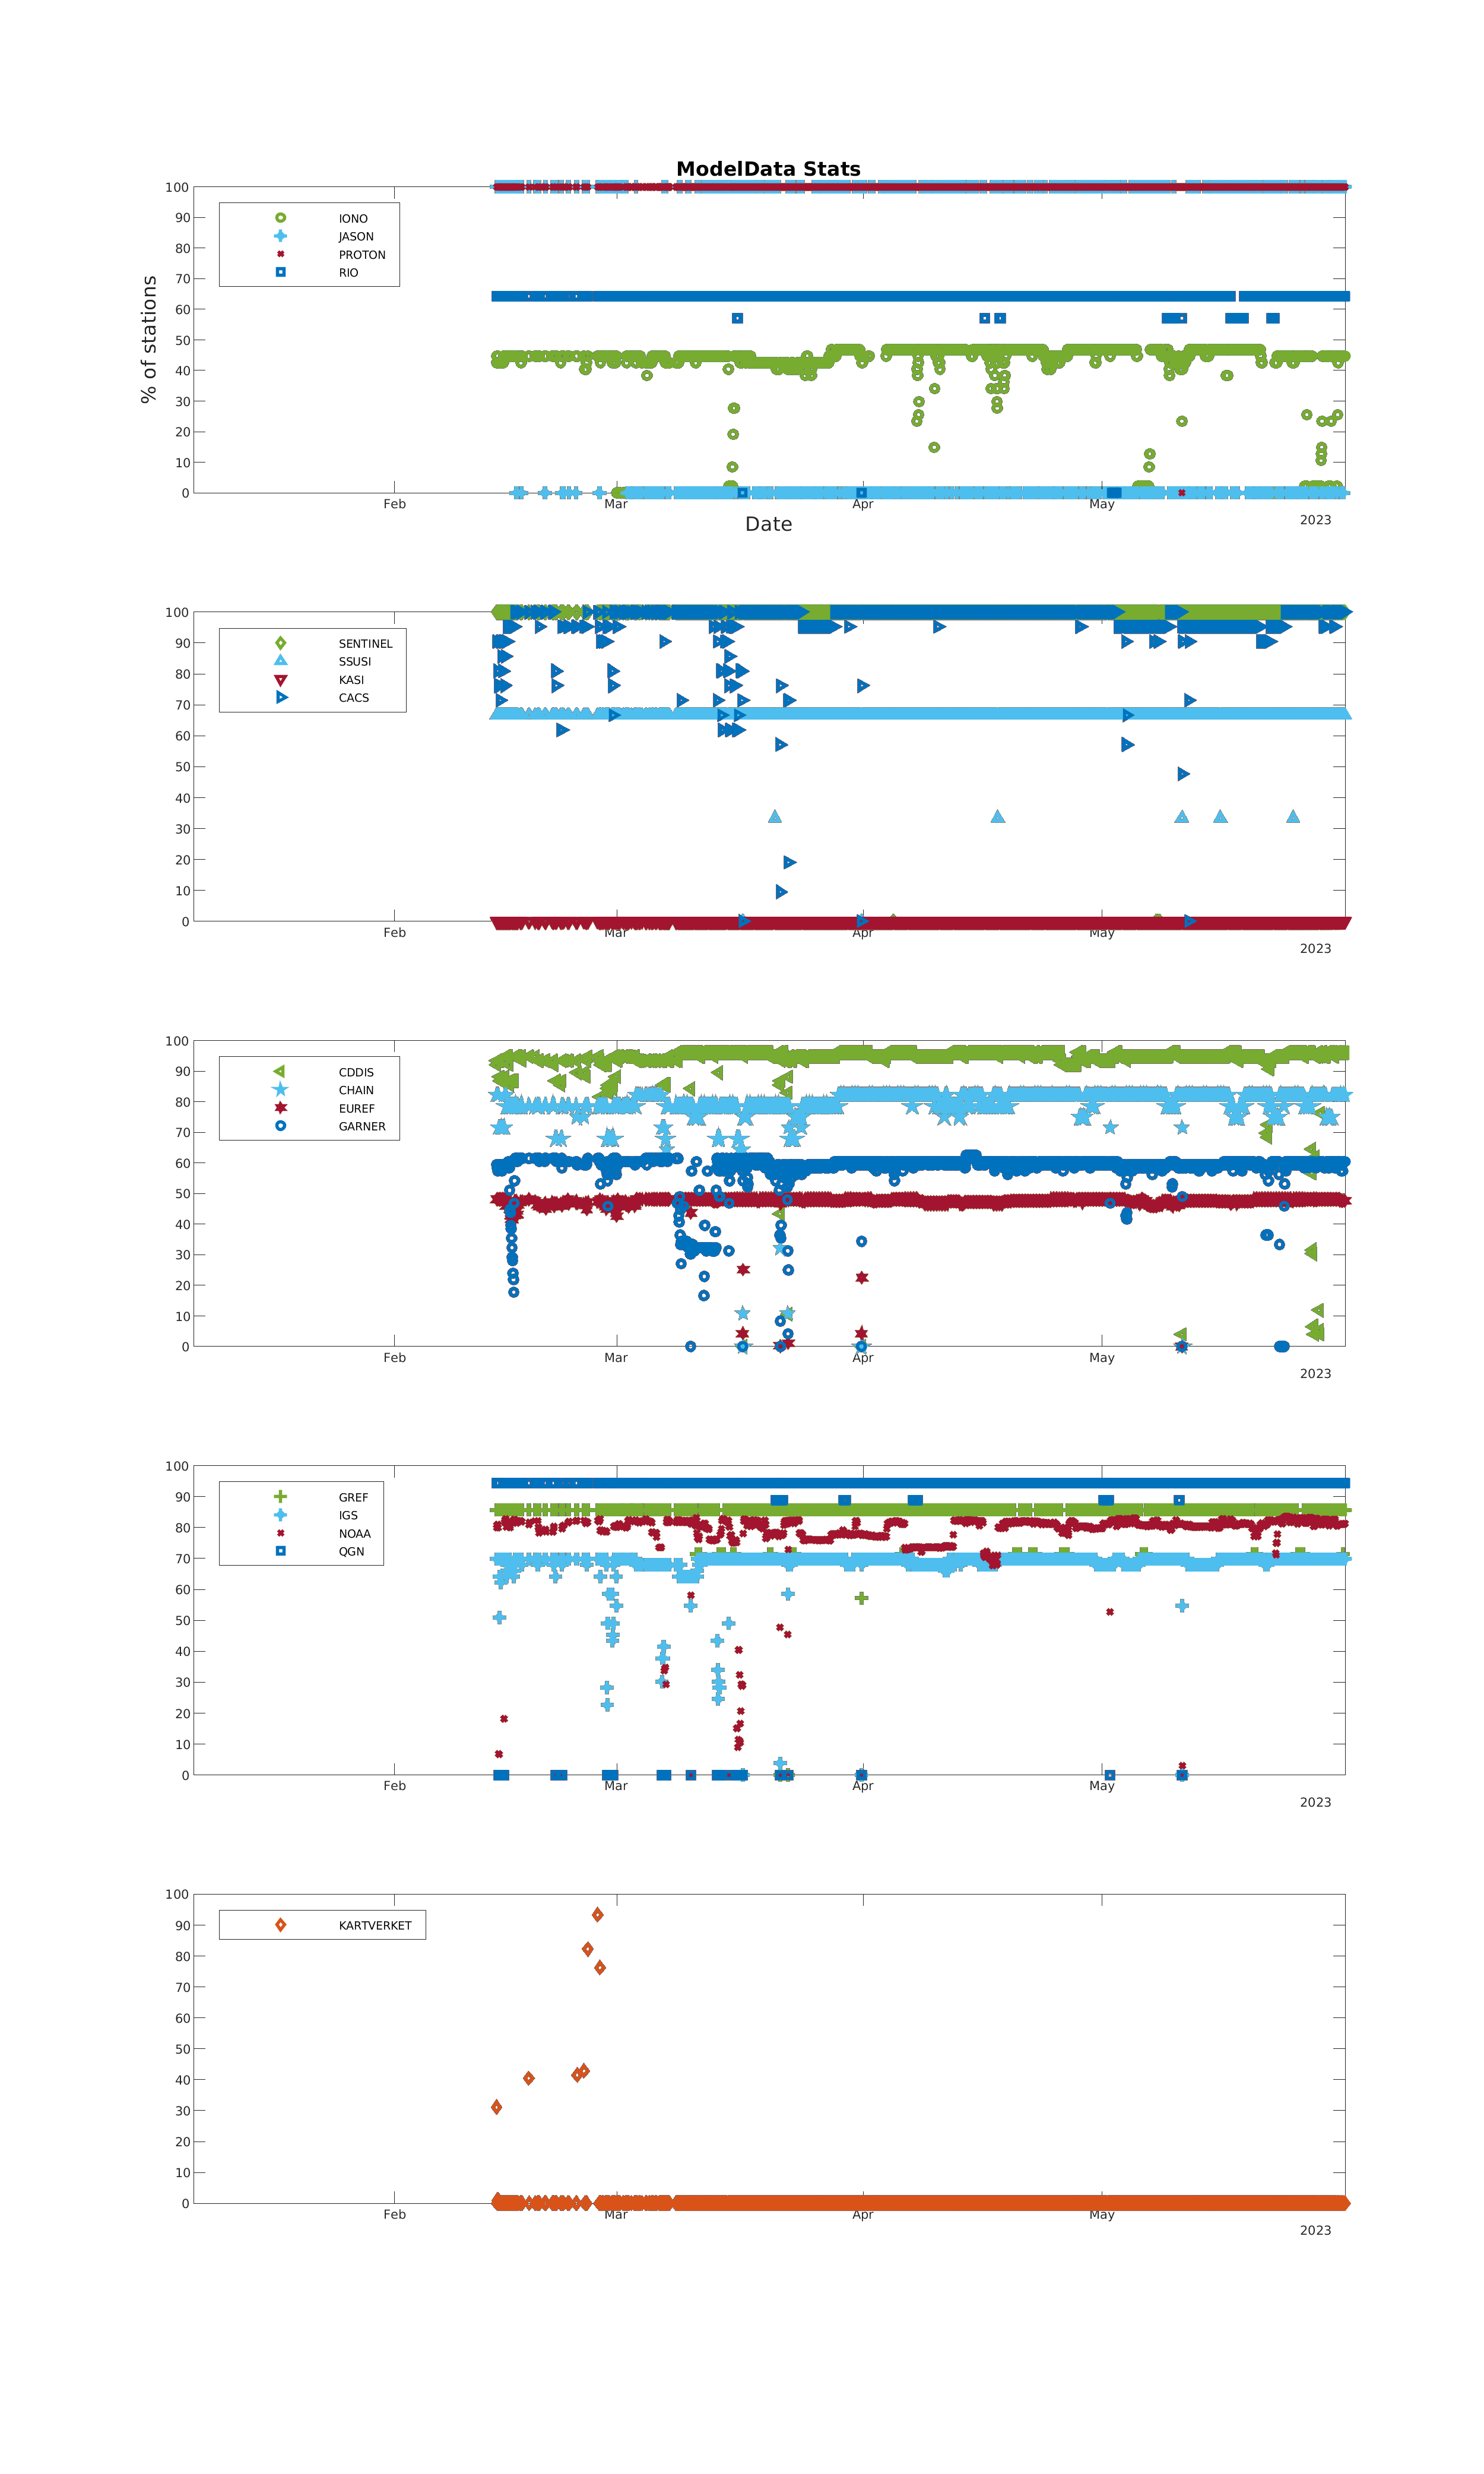 ModelData Stats
100
90
80
70
60
50
40
30
20
10
0
% of stations
IONO
JASON
PROTON
RIO
Feb Mar Apr May
2023
Date
100
90
80
70
60
50
40
30
20
10
0
SENTINEL
SSUSI
KASI
CACS
Feb Mar Apr May
2023
100
90
80
70
60
50
40
30
20
10
0
CDDIS
CHAIN
EUREF
GARNER
Feb Mar Apr May
2023
100
90
80
70
60
50
40
30
20
10
0
GREF
IGS
NOAA
QGN
Feb Mar Apr May
2023
100
90
80
70
60
50
40
30
20
10
0
KARTVERKET
Feb Mar Apr May
2023